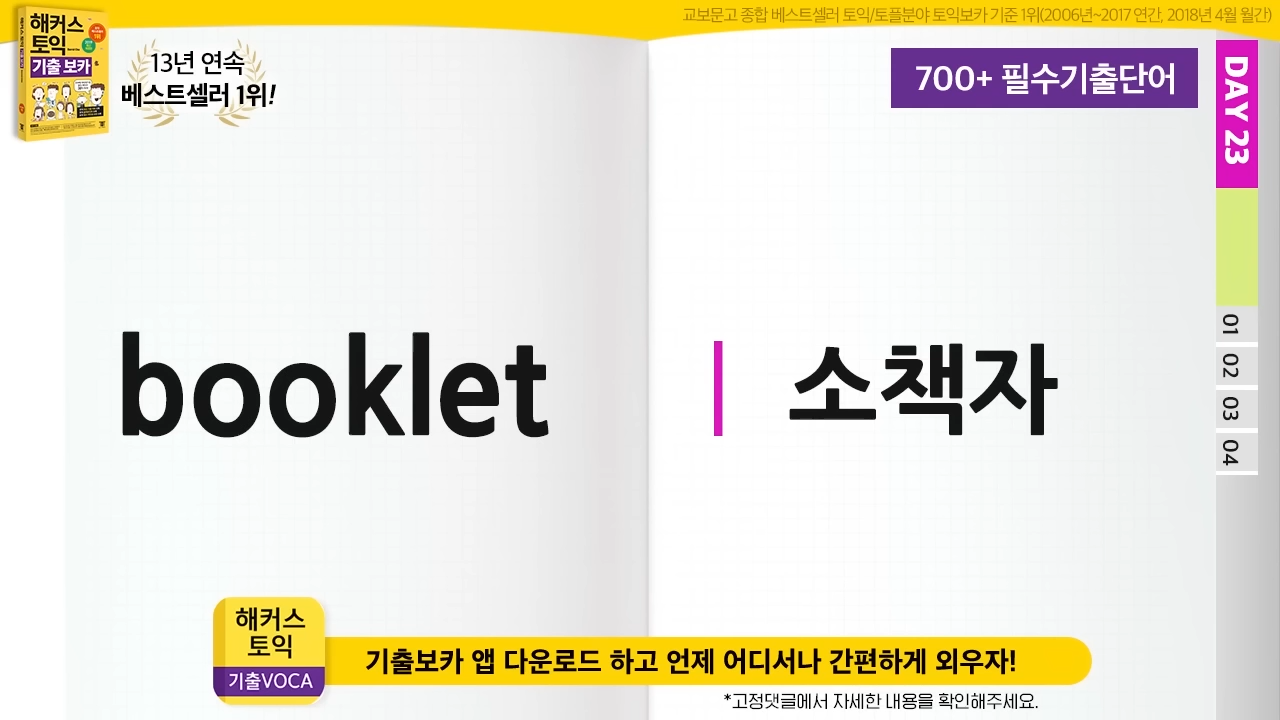 교보문고 종합 베스트셀러 토익/토플분야 토익보카 기준 1위(2006년~2017 연간, 2018년 4월 월간)
해커스
토익
기출 보카
13년 연속
베스트셀러 1위!
700+ 필수기출단어
DAY 23
booklet
소책자
01
02
03
04
해커스
토익
기출VOCA
기출보카 앱 다운로드 하고 언제 어디서나 간편하게 외우자!
*고정댓글에서 자세한 내용을 확인해주세요.